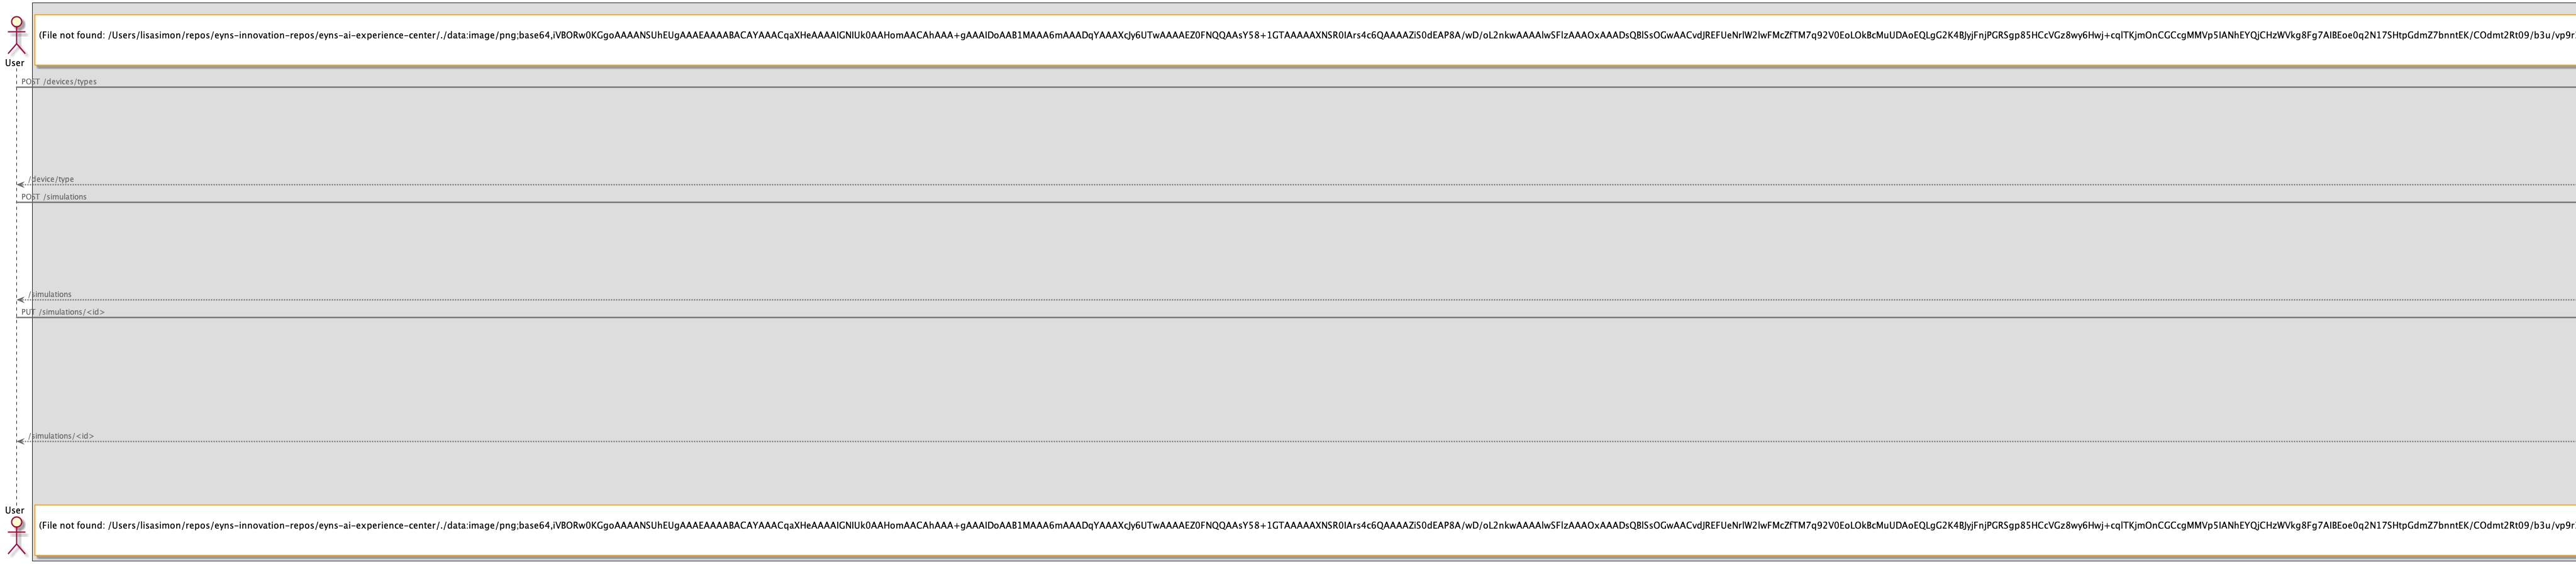 (File not found: /Users/lisasimon/repos/eyns-innovation-repos/eyns-ai-experience-center/./data:image/png;base64,iVBORw0KGgoAAAANSUhEUgAAAEAAAABACAYAAACqaXHeAAAAIGNIUk0AAHomAACAhAAA+gAAAIDoAAB1MAAA6mAAADqYAAAXcJy6UTwAAAAEZ0FNQQAAsY58+1GTAAAAAXNSR0IArs4c6QAAAAZiS0dEAP8A/wD/oL2nkwAAAAlwSFlzAAAOxAAADsQBlSsOGwAACvdJREFUeNrlW2lwFMcZfTM7q92V0EoLOkBcMuUDAoEQLgG2K4BJyjFnjPGRSgp85HCcVGz8wy6Hwj+cqlTKjmOnCGCcgMMVp5IANhEYQjCHzWVkg8Fg7AIBEoe0q2N17SHtpGdmZ7bnntEK/COdmt2Rt09/b3u/vp9r
User
POST /devices/types
/device/type
POST /simulations
/simulations
PUT /simulations/<id>
/simulations/<id>
User
(File not found: /Users/lisasimon/repos/eyns-innovation-repos/eyns-ai-experience-center/./data:image/png;base64,iVBORw0KGgoAAAANSUhEUgAAAEAAAABACAYAAACqaXHeAAAAIGNIUk0AAHomAACAhAAA+gAAAIDoAAB1MAAA6mAAADqYAAAXcJy6UTwAAAAEZ0FNQQAAsY58+1GTAAAAAXNSR0IArs4c6QAAAAZiS0dEAP8A/wD/oL2nkwAAAAlwSFlzAAAOxAAADsQBlSsOGwAACvdJREFUeNrlW2lwFMcZfTM7q92V0EoLOkBcMuUDAoEQLgG2K4BJyjFnjPGRSgp85HCcVGz8wy6Hwj+cqlTKjmOnCGCcgMMVp5IANhEYQjCHzWVkg8Fg7AIBEoe0q2N17SHtpGdmZ7bnntEK/COdmt2Rt09/b3u/vp9r